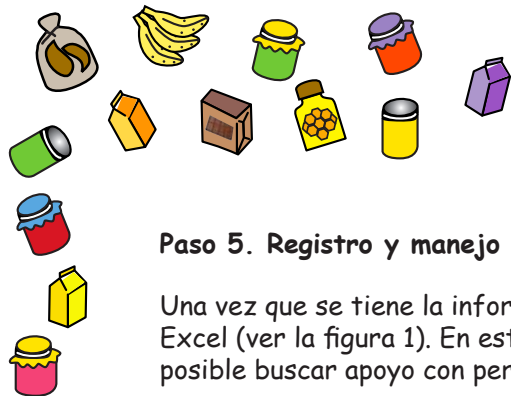 Paso 5. Registro y manejo
Una vez que se tiene la infor
Excel (ver la figura 1). En est
posible buscar apoyo con per